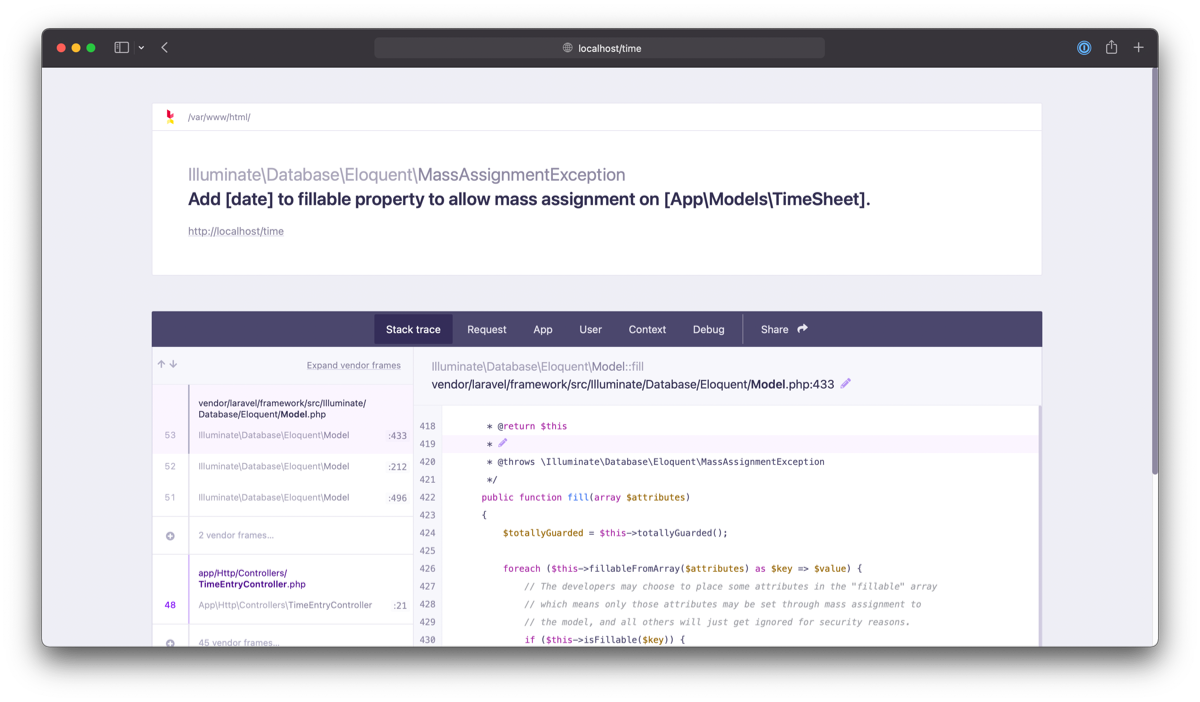 localhost/time
/var/www/html/
Illuminate\Database\Eloquent\MassAssignmentException
Add [date] to fillable property to allow mass assignment on [App\Models\TimeSheet].
http://localhost/time
Stack trace Request App User Context Debug Share
Expand vendor frames
vendor/laravel/framework/src/Illuminate/
Database/Eloquent/Model.php
53 Illuminate\Database\Eloquent\Model :433
52 Illuminate\Database\Eloquent\Model :212
51 Illuminate\Database\Eloquent\Model :496
2 vendor frames…
app/Http/Controllers/
TimeEntryController.php
48 App\Http\Controllers\TimeEntryController :21
45 vendor frames…
Illuminate\Database\Eloquent\Model::fill
vendor/laravel/framework/src/Illuminate/Database/Eloquent/Model.php:433
418 * @return $this
419 *
420 * @throws \Illuminate\Database\Eloquent\MassAssignmentException
421 */
422 public function fill(array $attributes)
423 {
424 $totallyGuarded = $this->totallyGuarded();
425
426 foreach ($this->fillableFromArray($attributes) as $key => $value) {
427 // The developers may choose to place some attributes in the "fillable" array
428 // which means only those attributes may be set through mass assignment to
429 // the model, and all others will just get ignored for security reasons.
430 if ($this->isFillable($key)) {